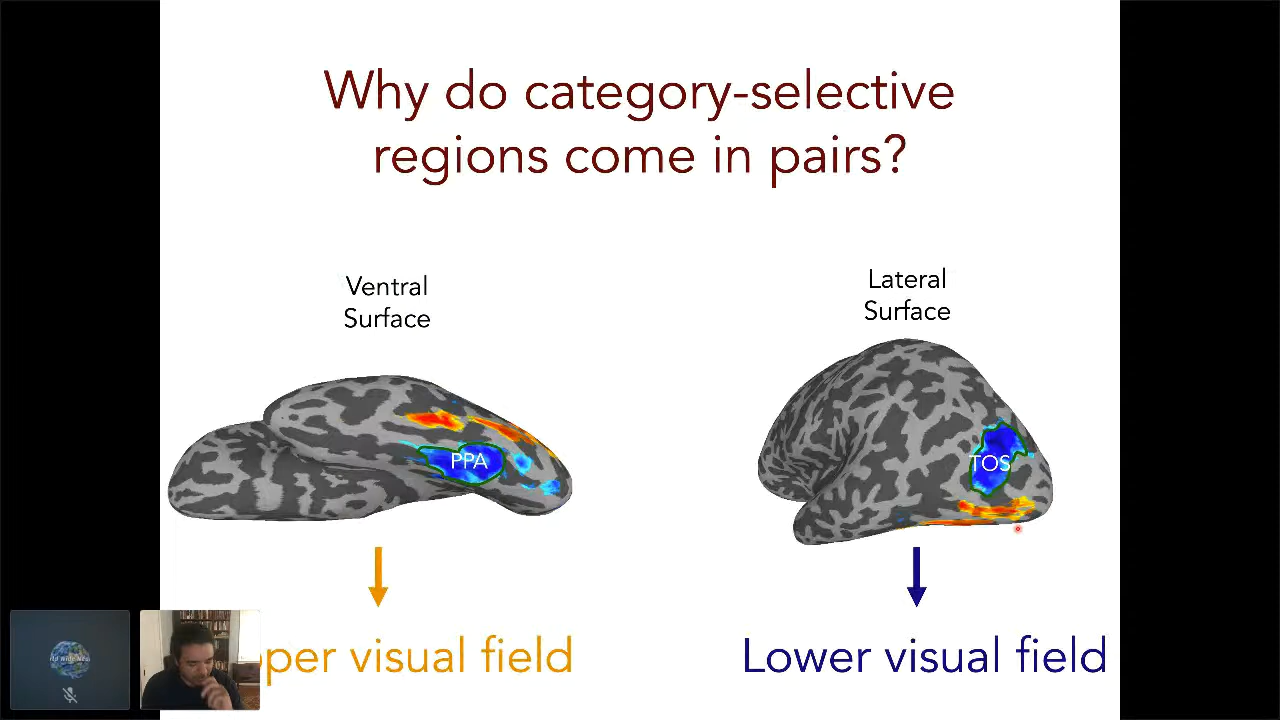 Why do category-selective
regions come in pairs?
Ventral
Surface
Lateral
Surface
PPA
TOS
pper visual field
Lower visual field